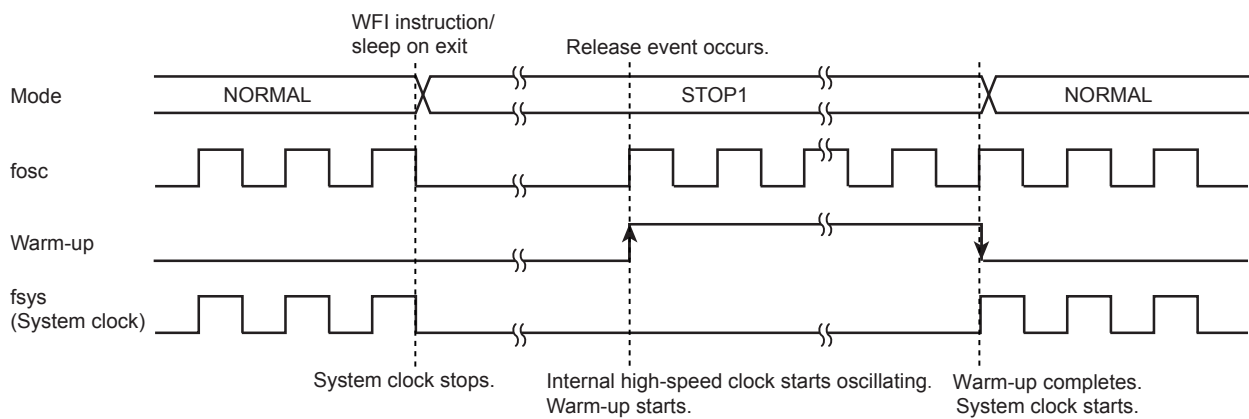 WFI instruction/
sleep on exit
Release event occurs.
Mode
NORMAL
STOP1
NORMAL
fosc
Warm-up
fsys
(System clock)
System clock stops.
Internal high-speed clock starts oscillating.
Warm-up starts.
Warm-up completes.
System clock starts.